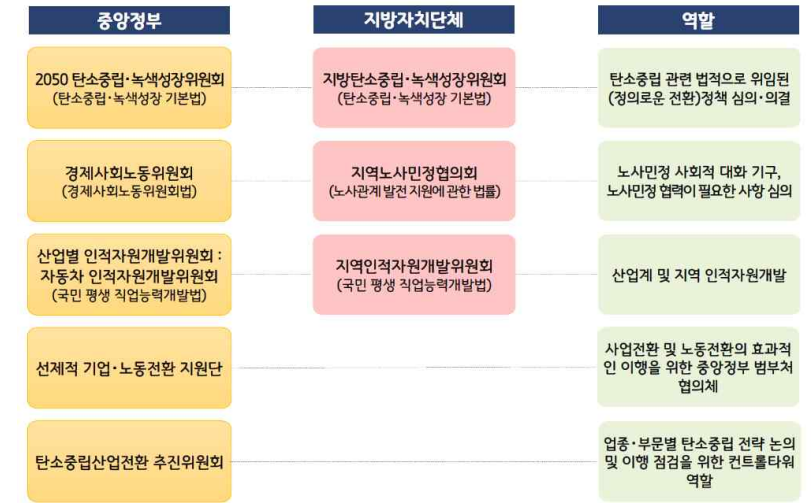 중앙정부
지방자치단체
역할
2050 탄소중립·녹색성장위원회
(탄소중립·녹색성장 기본법)
지방탄소중립·녹색성장위원회
(탄소중립·녹색성장 기본법)
탄소중립 관련 법적으로 위임된
(정의로운 전환)정책 심의·의결
경제사회노동위원회
(경제사회노동위원회법)
지역노사민정협의회
(노사관계 발전 지원에 관한 법률)
노사민정 사회적 대화 기구,
노사민정 협력이 필요한 사항 심의
산업별 인적자원개발위원회 :
자동차 인적자원개발위원회
(국민 평생 직업능력개발법)
지역인적자원개발위원회
(국민 평생 직업능력개발법)
산업계 및 지역 인적자원개발
선제적 기업·노동전환 지원단
사업전환 및 노동전환의 효과적
인 이행을 위한 중앙정부 범부처
협의체
탄소중립산업전환 추진위원회
업종·부문별 탄소중립 전략 논의
및 이행 점검을 위한 컨트롤타워
역할